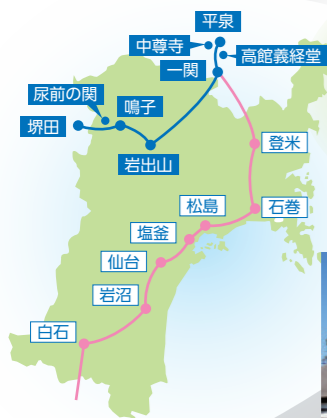 平泉
中尊寺
高館義経堂
一関
尿前の関
鳴子
堺田
岩出山
登米
松島
石巻
塩釜
仙台
岩沼
白石